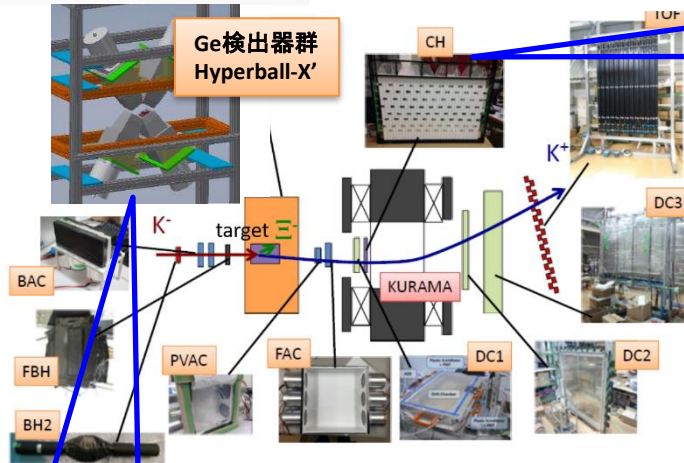 Ge検出器群
Hyperball-X’
CH
TOF
K⁺
DC3
K⁻
target
Ξ⁻
BAC
KURAMA
FBH
PVAC
FAC
DC1
DC2
BH2